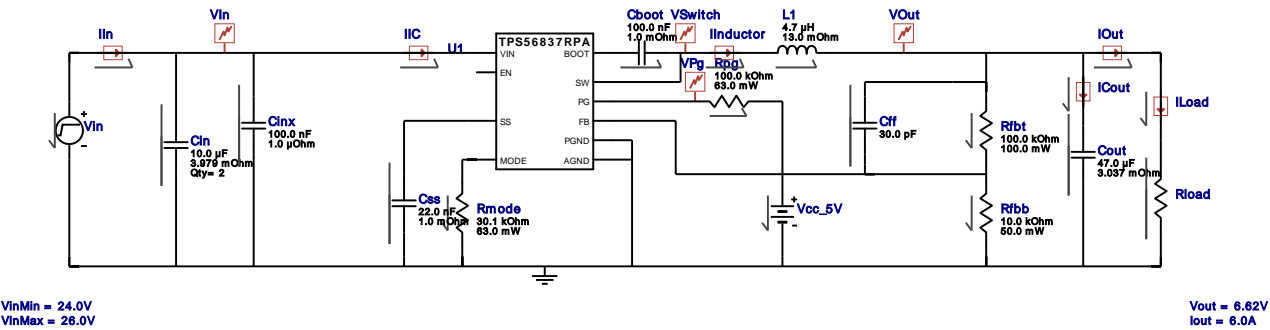 IIn
VIn
IIC
U1
TPS56837RPA
VIN
BOOT
EN
SW
PG
SS
FB
PGND
MODE
AGND
Cboot
100.0 nF
1.0 mOhm
VSwitch
IInductor
L1
4.7 µH
13.0 mOhm
VOut
IOut
VPg
Rpg
100.0 kOhm
63.0 mW
ICout
ILoad
Vin
+
-
Cin
10.0 µF
3.979 mOhm
Qty= 2
Cinx
100.0 nF
1.0 µOhm
Css
22.0 nF
1.0 mOhm
Rmode
30.1 kOhm
63.0 mW
Vcc_5V
+
-
Cff
30.0 pF
Rfbt
100.0 kOhm
100.0 mW
Rfbb
10.0 kOhm
50.0 mW
Cout
47.0 µF
3.037 mOhm
Rload
VinMin = 24.0V
VinMax = 26.0V
Vout = 6.62V
Iout = 6.0A